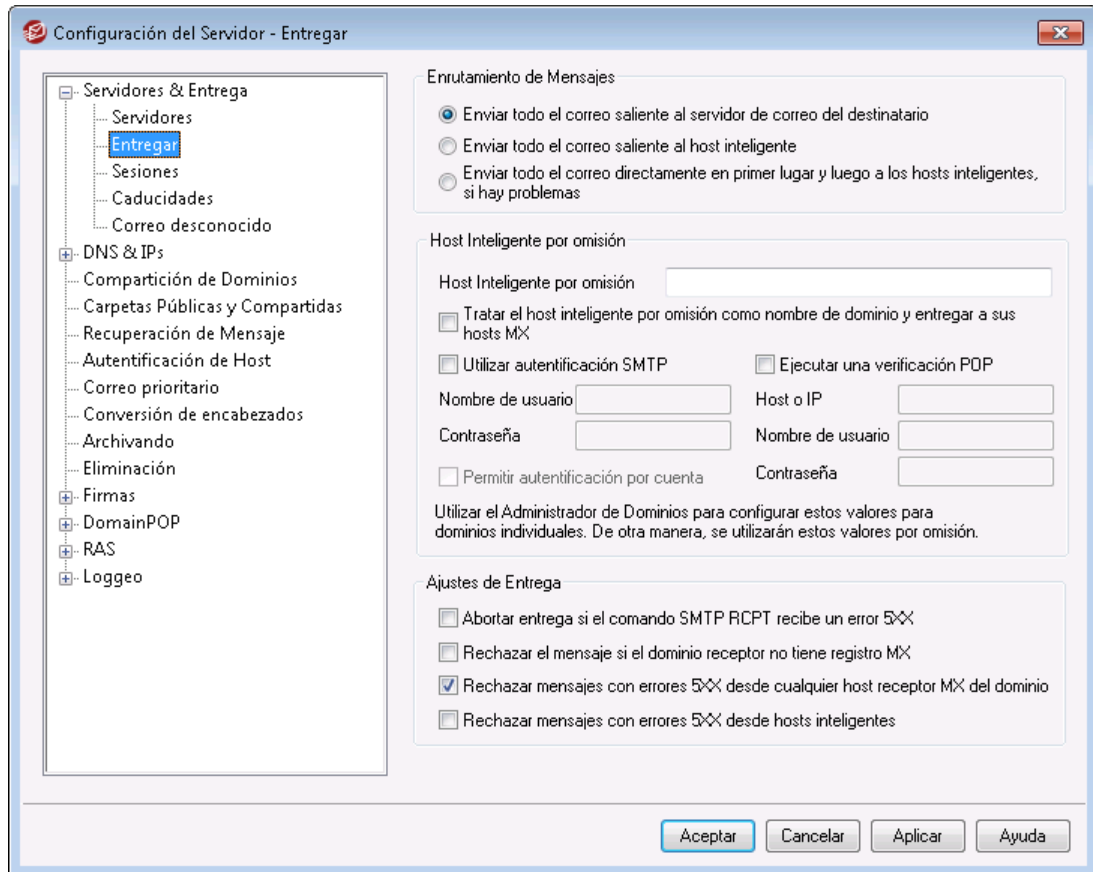 Configuración del Servidor - Entregar
Servidores & Entrega
Servidores
Entregar
Sesiones
Caducidades
Correo desconocido
DNS & IPs
Compartición de Dominios
Carpetas Públicas y Compartidas
Recuperación de Mensaje
Autentificación de Host
Correo prioritario
Conversión de encabezados
Archivando
Eliminación
Firmas
DomainPOP
RAS
Loggeo
Enrutamiento de Mensajes
Enviar todo el correo saliente al servidor de correo del destinatario
Enviar todo el correo saliente al host inteligente
Enviar todo el correo directamente en primer lugar y luego a los hosts inteligentes,
si hay problemas
Host Inteligente por omisión
Host Inteligente por omisión
Tratar el host inteligente por omisión como nombre de dominio y entregar a sus
hosts MX
Utilizar autentificación SMTP
Ejecutar una verificación POP
Nombre de usuario
Host o IP
Contraseña
Nombre de usuario
Permitir autentificación por cuenta
Contraseña
Utilizar el Administrador de Dominios para configurar estos valores para
dominios individuales. De otra manera, se utilizarán estos valores por omisión.
Ajustes de Entrega
Abortar entrega si el comando SMTP RCPT recibe un error 5XX
Rechazar el mensaje si el dominio receptor no tiene registro MX
Rechazar mensajes con errores 5XX desde cualquier host receptor MX del dominio
Rechazar mensajes con errores 5XX desde hosts inteligentes
Aceptar
Cancelar
Aplicar
Ayuda